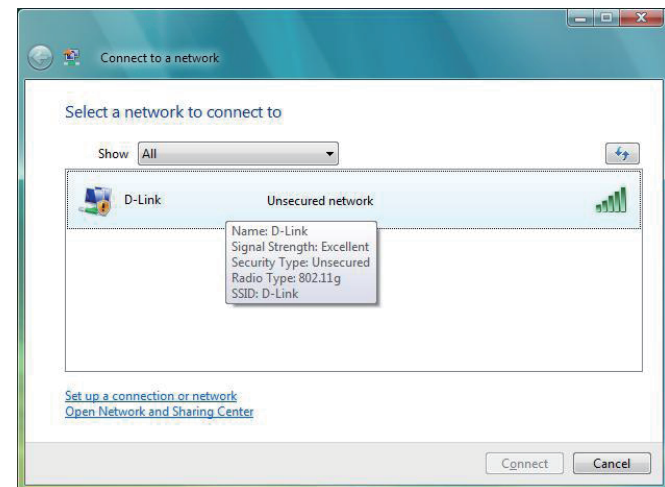 Connect to a network
Select a network to connect to
Show All
D-Link Unsecured network
Name: D-Link
Signal Strength: Excellent
Security Type: Unsecured
Radio Type: 802.11g
SSID: D-Link
Set up a connection or network
Open Network and Sharing Center
Connect Cancel